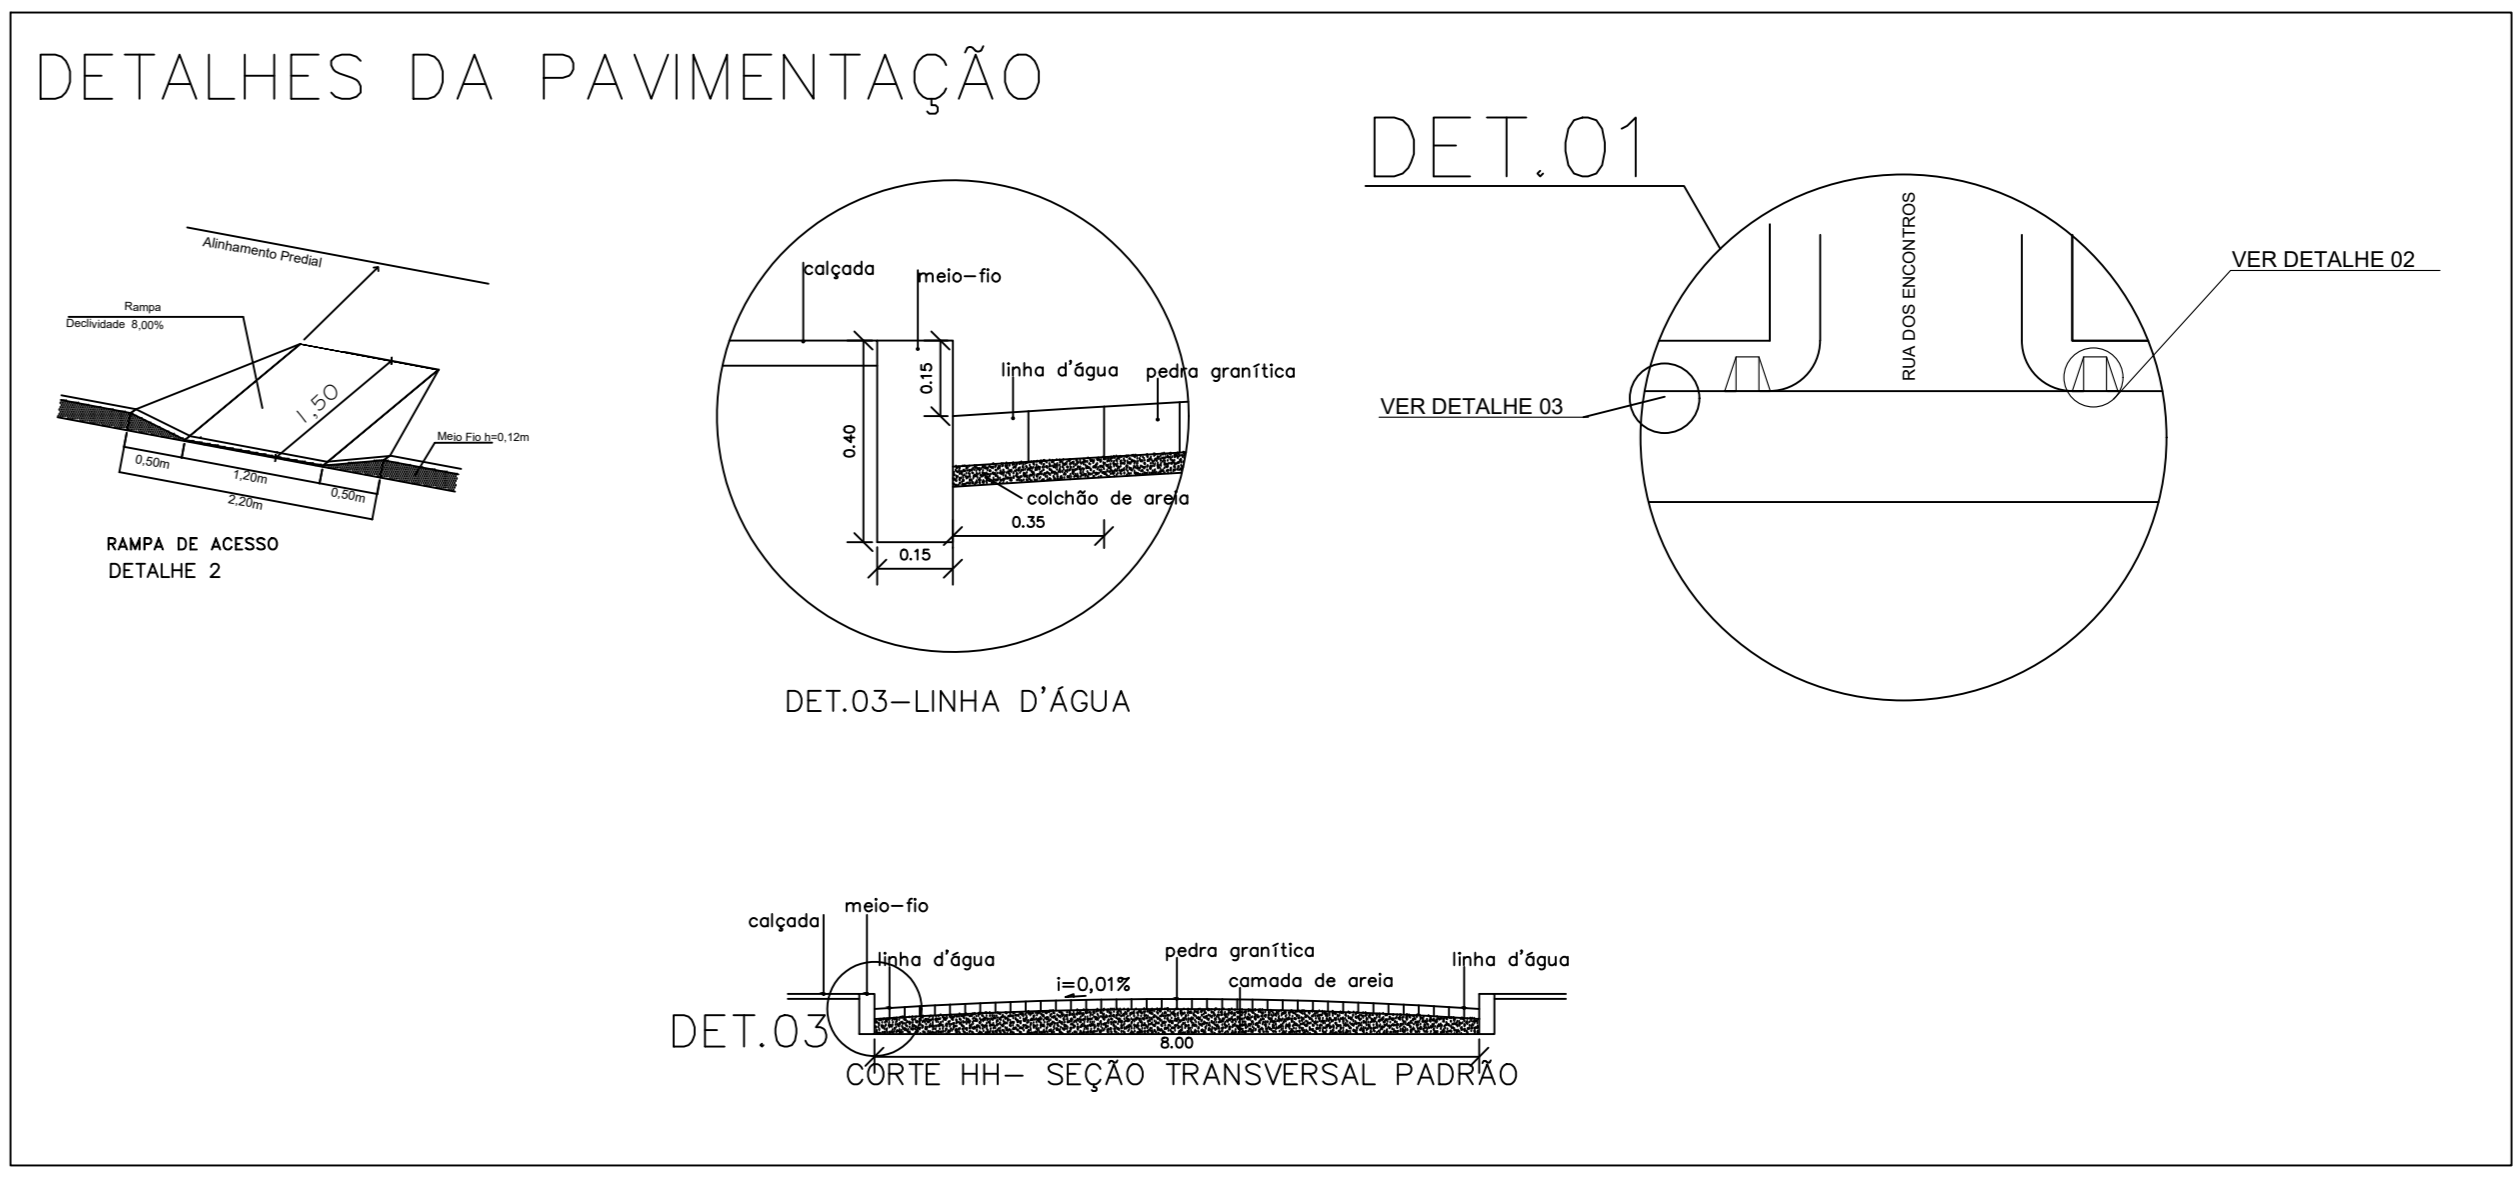 DETALHES DA PAVIMENTAÇÃO
DET.01
Alinhamento Predial
Rampa
Declividade 8,00%
1,50
Meio Fio h=0,12m
0,50m
1,20m
0,50m
2,20m
RAMPA DE ACESSO
DETALHE 2
calçada
meio-fio
0.15
linha d'água
pedra granítica
0.40
colchão de areia
0.35
0.15
DET.03-LINHA D'ÁGUA
RUA DOS ENCONTROS
VER DETALHE 02
VER DETALHE 03
calçada
meio-fio
linha d'água
pedra granítica
linha d'água
i=0,01%
camada de areia
DET.03
8.00
CORTE HH- SEÇÃO TRANSVERSAL PADRÃO